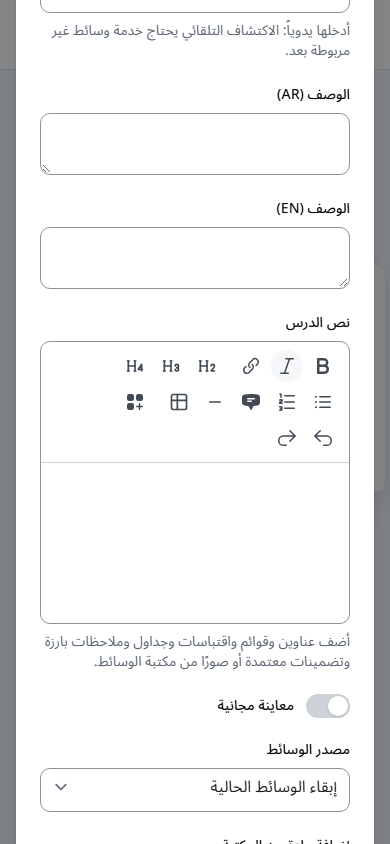 أدخلها يدوياً: الاكتشاف التلقائي يحتاج خدمة وسائط غير
مربوطة بعد.
الوصف (AR)
الوصف (EN)
نص الدرس
B I H2 H3 H4
أضف عناوين وقوائم واقتباسات وجداول وملاحظات بارزة
وتضمينات معتمدة أو صورًا من مكتبة الوسائط.
معاينة مجانية
مصدر الوسائط
إبقاء الوسائط الحالية